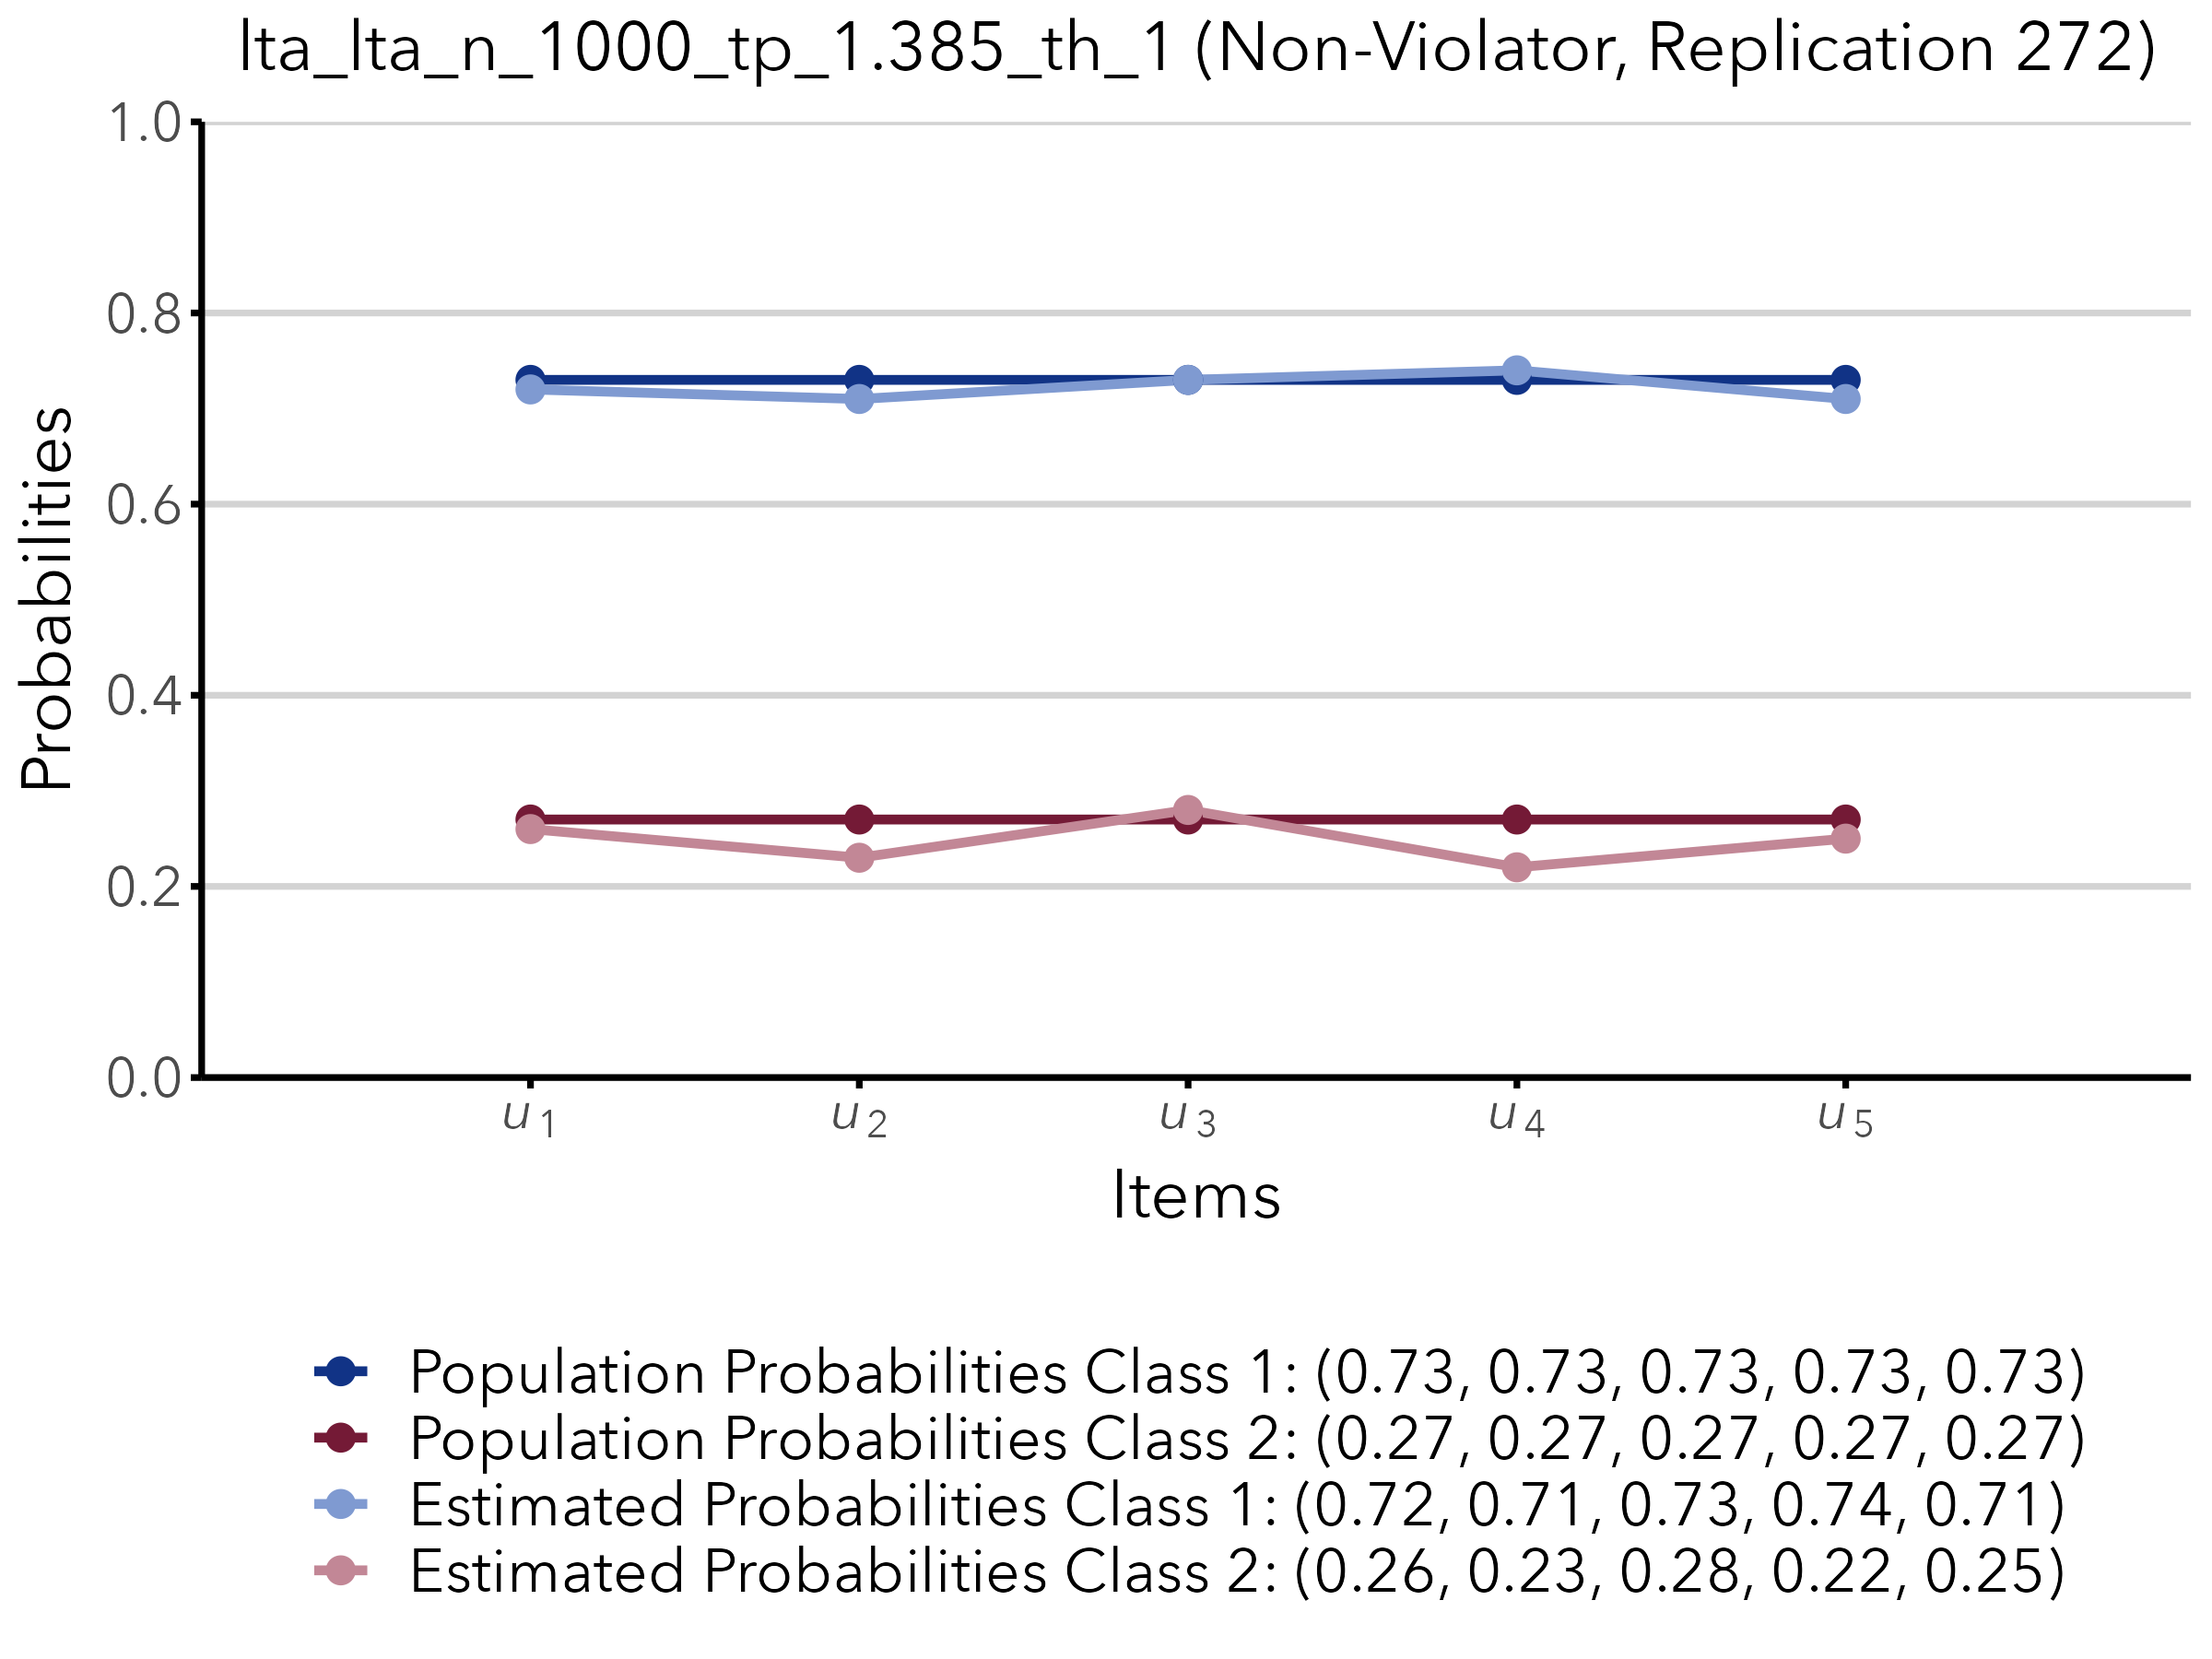 lta_lta_n_1000_tp_1.385_th_1 (Non-Violator, Replication 272)
1.0
0.8
0.6
0.4
0.2
0.0
Probabilities
u1 u2 u3 u4 u5
Items
Population Probabilities Class 1: (0.73, 0.73, 0.73, 0.73, 0.73)
Population Probabilities Class 2: (0.27, 0.27, 0.27, 0.27, 0.27)
Estimated Probabilities Class 1: (0.72, 0.71, 0.73, 0.74, 0.71)
Estimated Probabilities Class 2: (0.26, 0.23, 0.28, 0.22, 0.25)